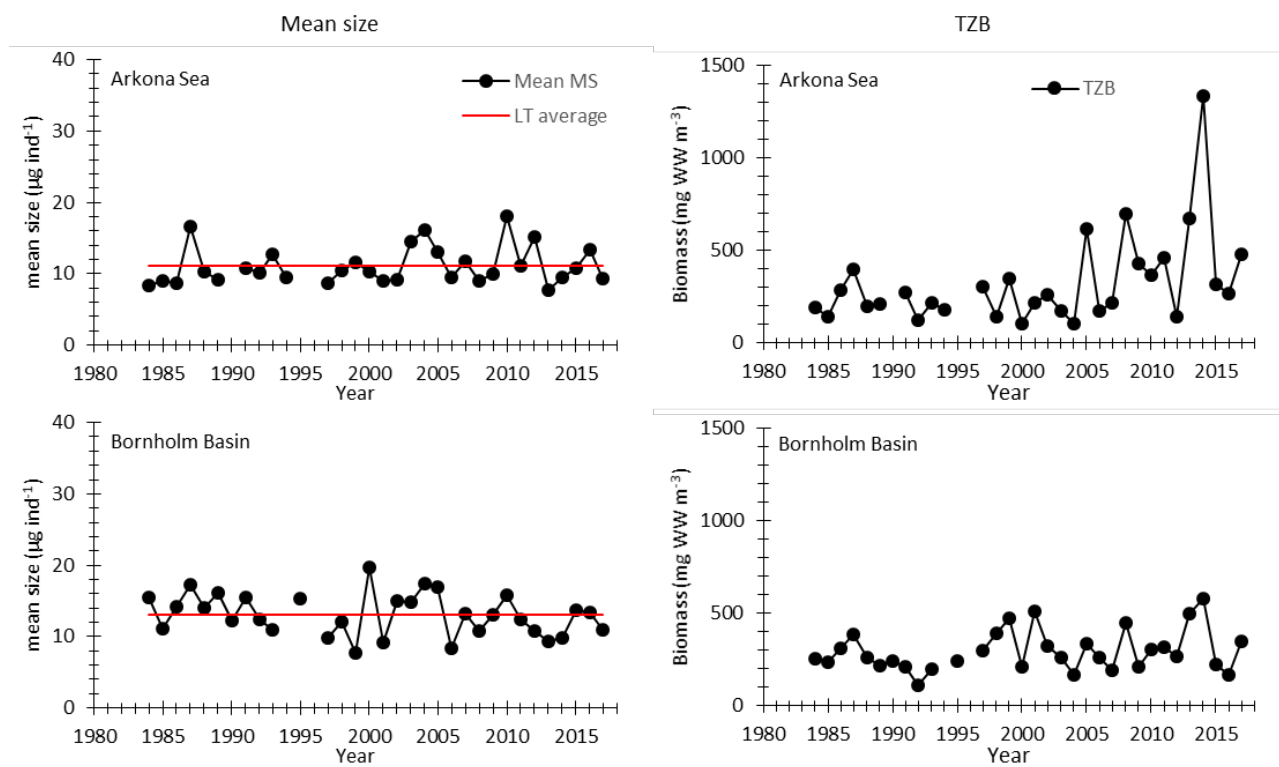 Mean size
TZB
Arkona Sea
Mean MS
LT average
mean size (µg ind-1)
40
30
20
10
0
1980 1985 1990 1995 2000 2005 2010 2015
Year
Arkona Sea
TZB
Biomass (mg WW m-3)
1500
1000
500
0
1980 1985 1990 1995 2000 2005 2010 2015
Year
Bornholm Basin
mean size (µg ind-1)
40
30
20
10
0
1980 1985 1990 1995 2000 2005 2010 2015
Year
Bornholm Basin
Biomass (mg WW m-3)
1500
1000
500
0
1980 1985 1990 1995 2000 2005 2010 2015
Year